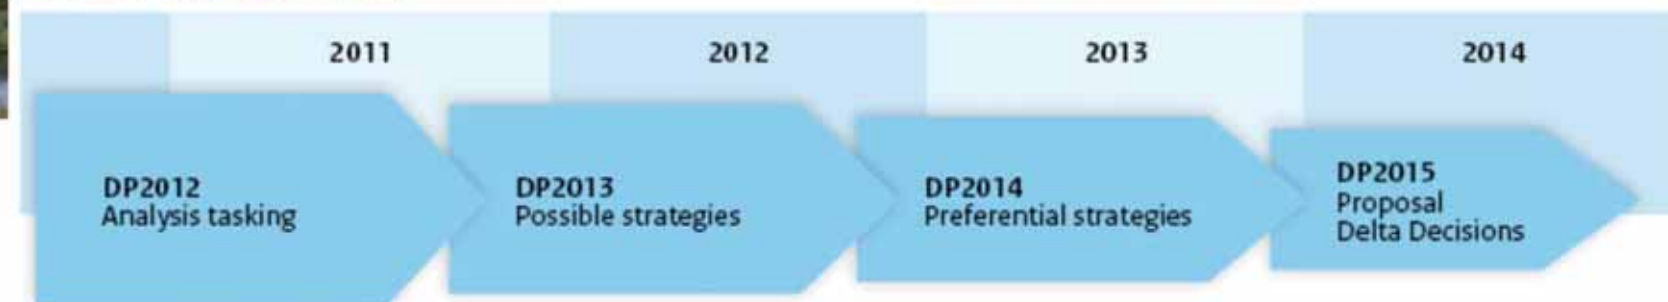 2011 2012 2013 2014
DP2012
Analysis tasking
DP2013
Possible strategies
DP2014
Preferential strategies
DP2015
Proposal
Delta Decisions